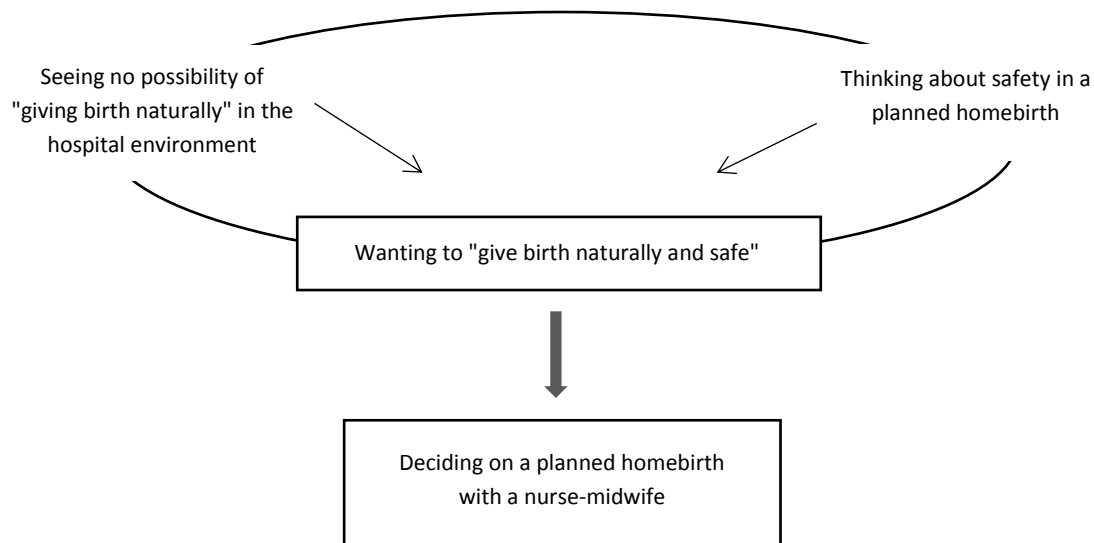 Seeing no possibility of
"giving birth naturally" in the
hospital environment
Thinking about safety in a
planned homebirth
Wanting to "give birth naturally and safe"
Deciding on a planned homebirth
with a nurse-midwife